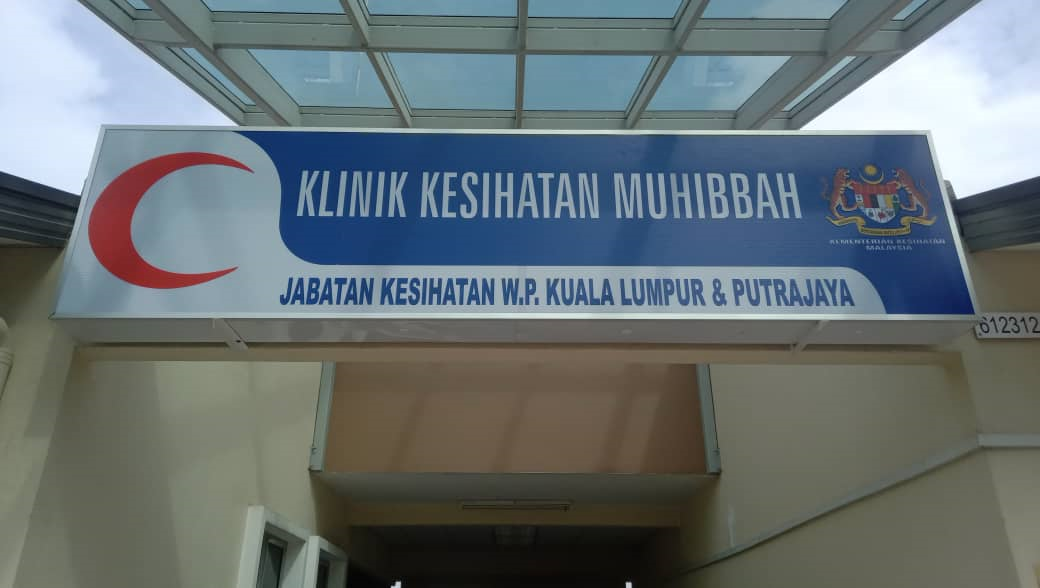 KLINIK KESIHATAN MUHIBBAH
KEMENTERIAN KESIHATAN
MALAYSIA
JABATAN KESIHATAN W.P. KUALA LUMPUR & PUTRAJAYA
612312